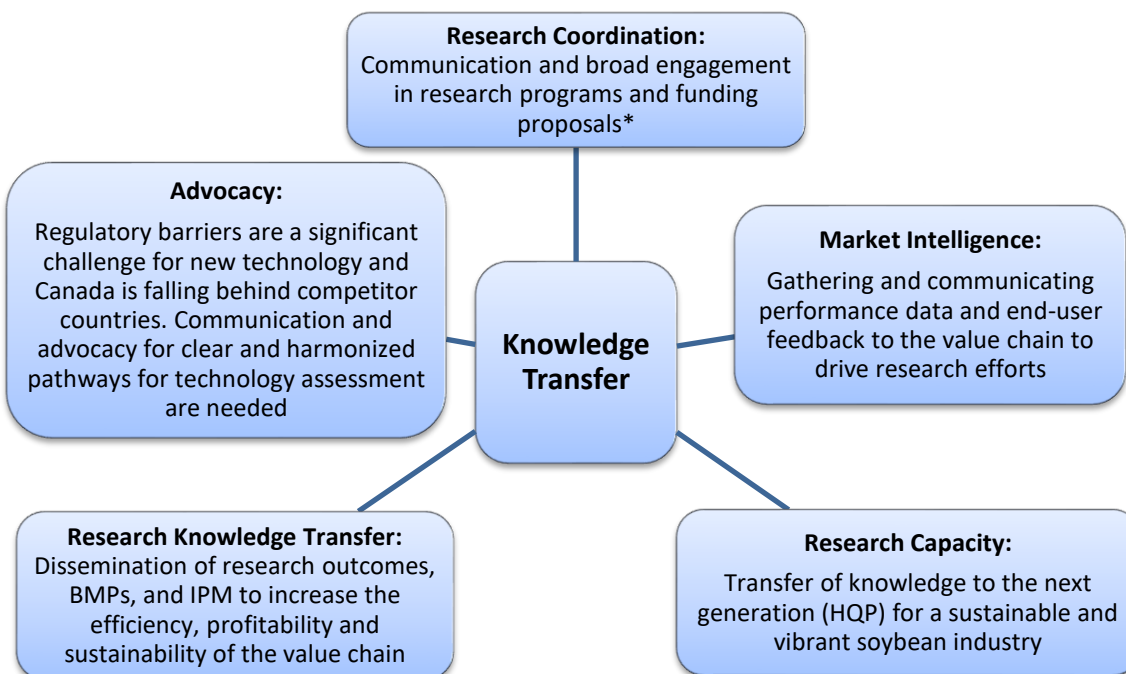 Research Coordination:
Communication and broad engagement
in research programs and funding
proposals*
Advocacy:
Regulatory barriers are a significant
challenge for new technology and
Canada is falling behind competitor
countries. Communication and
advocacy for clear and harmonized
pathways for technology assessment
are needed
Market Intelligence:
Gathering and communicating
performance data and end-user
feedback to the value chain to
drive research efforts
Knowledge
Transfer
Research Knowledge Transfer:
Dissemination of research outcomes,
BMPs, and IPM to increase the
efficiency, profitability and
sustainability of the value chain
Research Capacity:
Transfer of knowledge to the next
generation (HQP) for a sustainable and
vibrant soybean industry